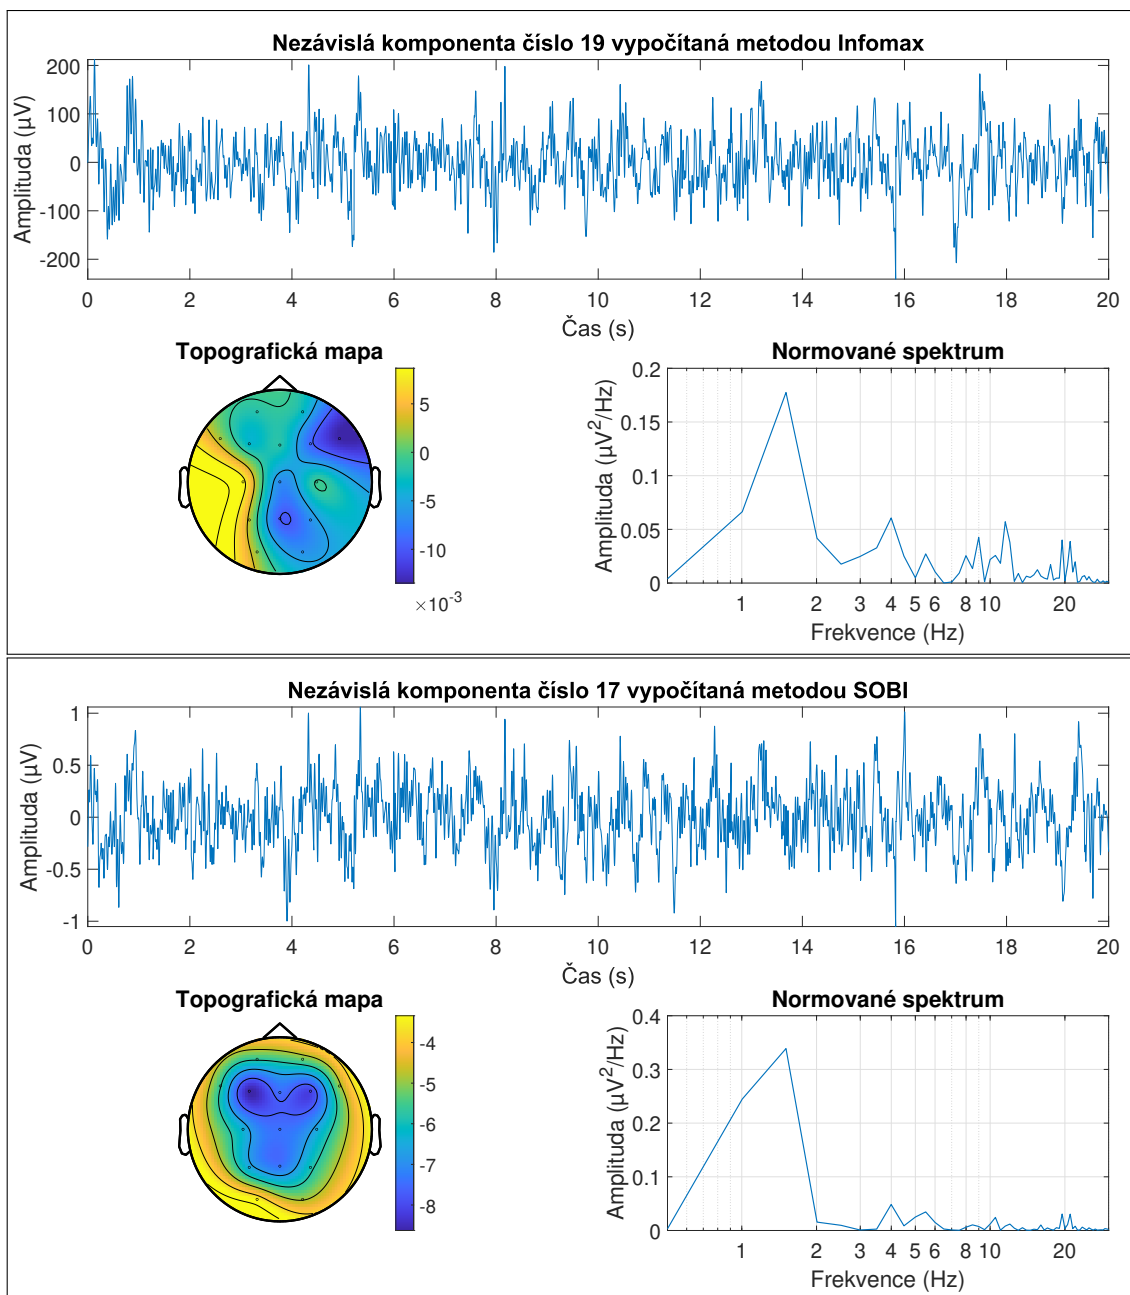 Nezávislá komponenta číslo 19 vypočítaná metodou Infomax
Amplituda (µV)
200
100
0
-100
-200
0 2 4 6 8 10 12 14 16 18 20
Čas (s)
Topografická mapa
5
0
-5
-10
×10⁻³
Normované spektrum
Amplituda (µV²/Hz)
0.2
0.15
0.1
0.05
0
1 2 3 4 5 6 8 10 20
Frekvence (Hz)
Nezávislá komponenta číslo 17 vypočítaná metodou SOBI
Amplituda (µV)
1
0.5
0
-0.5
-1
0 2 4 6 8 10 12 14 16 18 20
Čas (s)
Topografická mapa
-4
-5
-6
-7
-8
Normované spektrum
Amplituda (µV²/Hz)
0.4
0.3
0.2
0.1
0
1 2 3 4 5 6 8 10 20
Frekvence (Hz)